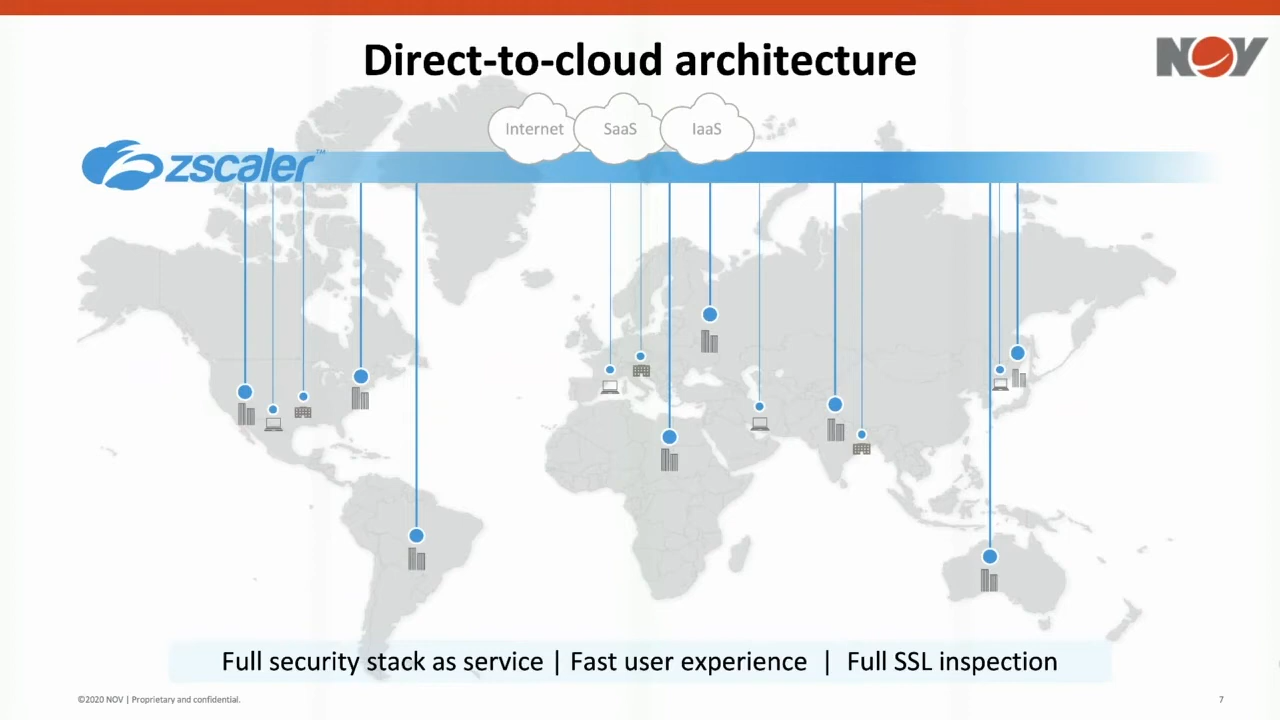 Direct-to-cloud architecture
NOV
Internet
SaaS
IaaS
zscaler™
Full security stack as service | Fast user experience | Full SSL inspection
©2020 NOV | Proprietary and confidential.
7